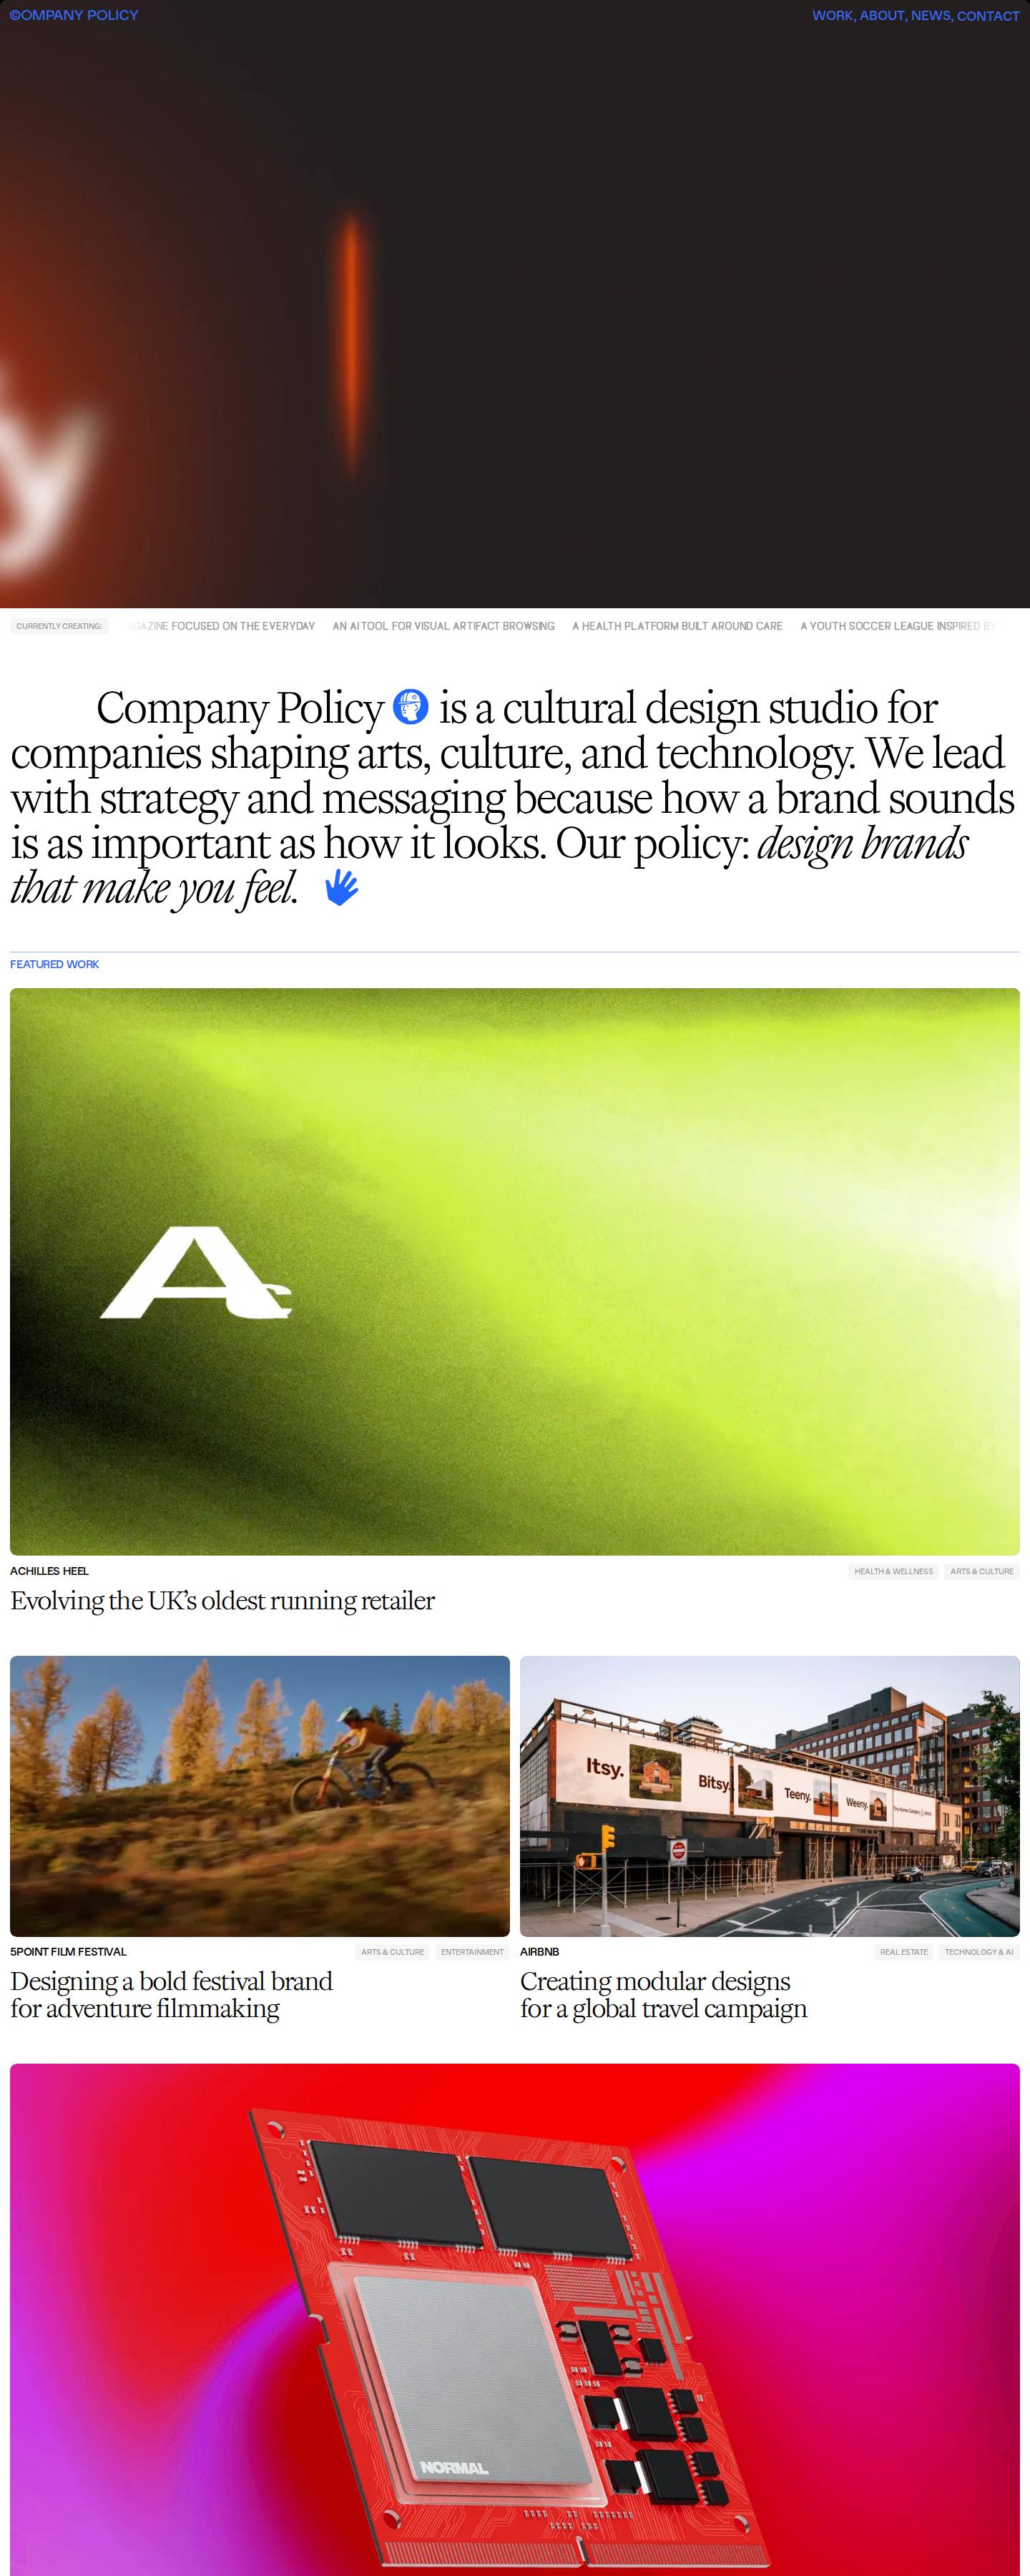 ©OMPANY POLICY
WORK, ABOUT, NEWS, CONTACT
y
CURRENTLY CREATING:
FOCUSED ON THE EVERYDAY
AN AI TOOL FOR VISUAL ARTIFACT BROWSING
A HEALTH PLATFORM BUILT AROUND CARE
A YOUTH SOCCER LEAGUE INSPIRED BY
Company Policy is a cultural design studio for
companies shaping arts, culture, and technology. We lead
with strategy and messaging because how a brand sounds
is as important as how it looks. Our policy: design brands
that make you feel.
FEATURED WORK
A
ACHILLES HEEL
HEALTH & WELLNESS
ARTS & CULTURE
Evolving the UK’s oldest running retailer
Itsy.
Bitsy.
Teeny.
Weeny.
5POINT FILM FESTIVAL
ARTS & CULTURE
ENTERTAINMENT
Designing a bold festival brand
for adventure filmmaking
AIRBNB
REAL ESTATE
TECHNOLOGY & AI
Creating modular designs
for a global travel campaign
NORMAL